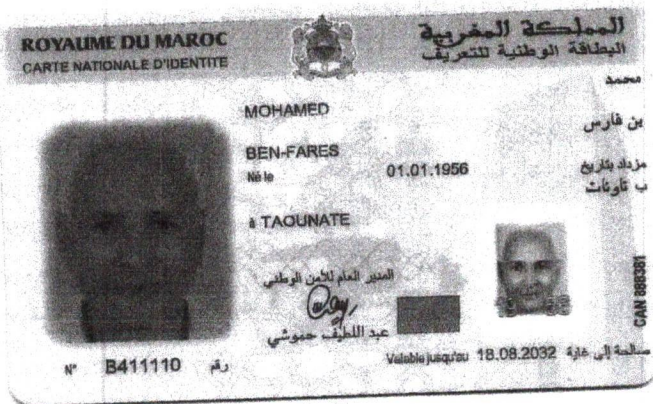 ROYAUME DU MAROC
المملكة المغربية
CARTE NATIONALE D'IDENTITE
البطاقة الوطنية للتعريف
محمد
MOHAMED
بن فارس
BEN-FARES
Né le 01.01.1956 مزداد بتاريخ
ب تاونات
à TAOUNATE
المدير العام للأمن الوطني
عبد اللطيف حموشي
CAN 888381
N° B411110 رقم
Valable jusqu'au 18.08.2032 صالحة إلى غاية